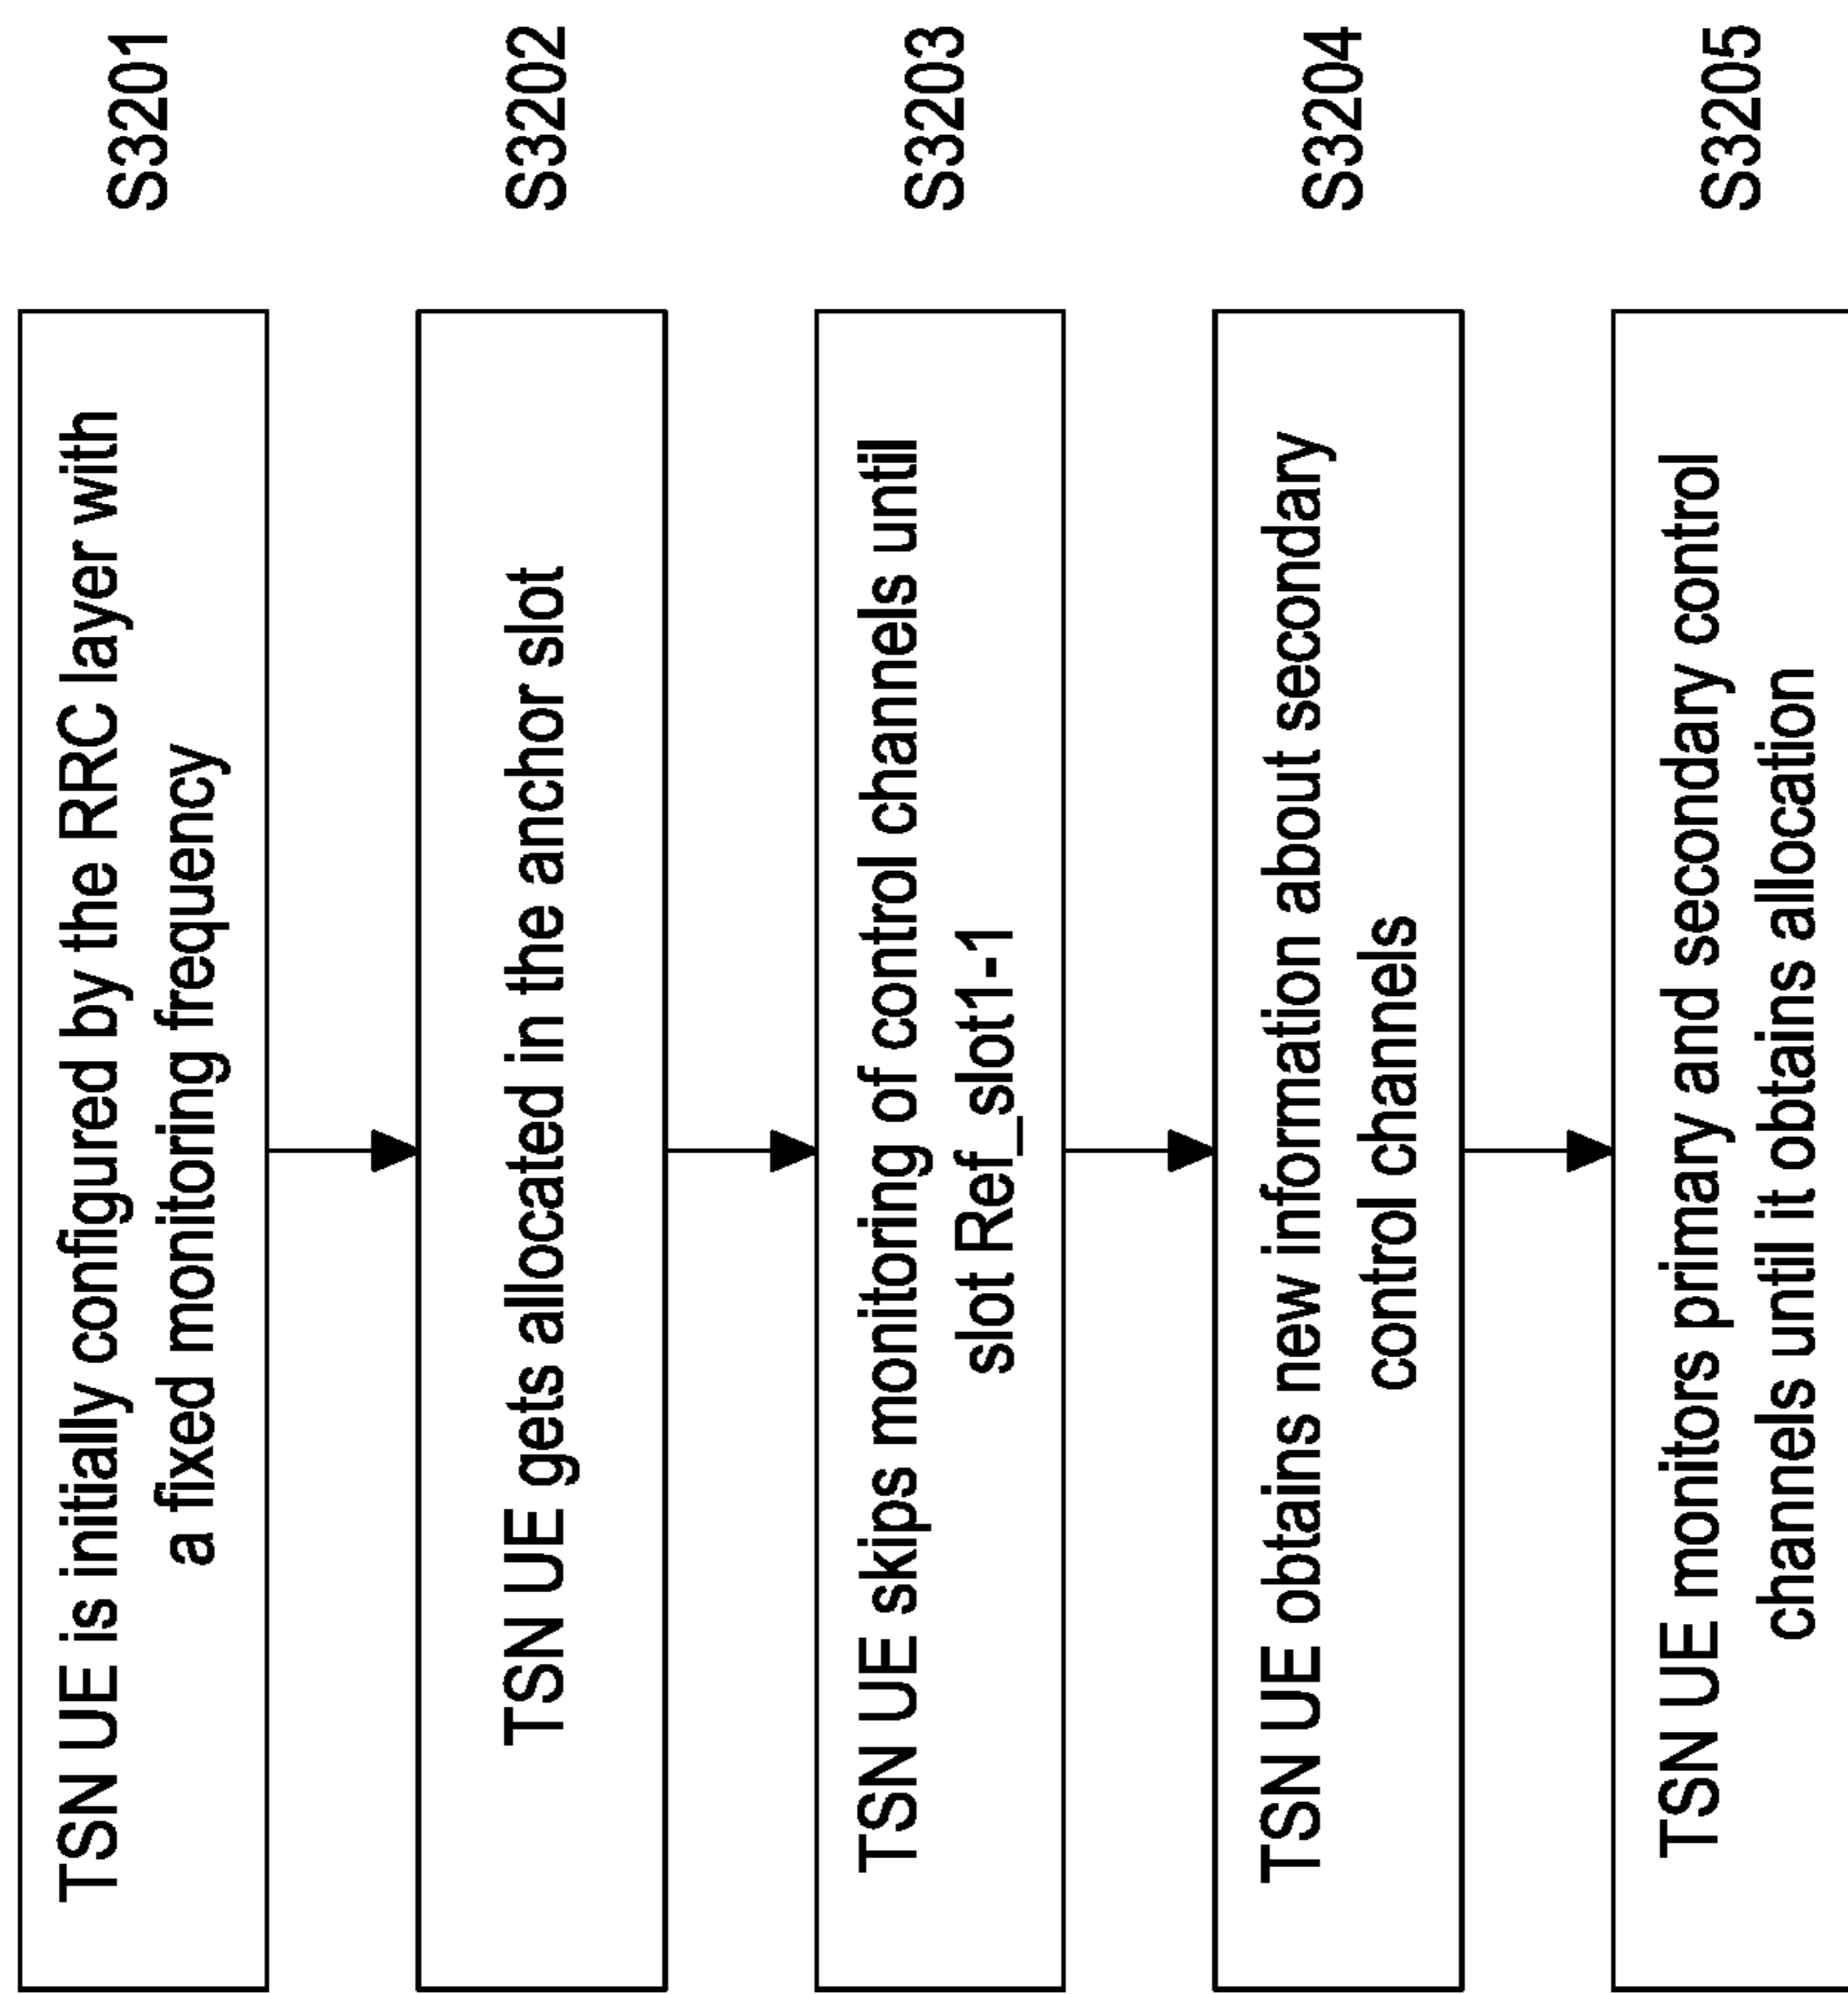 TSN UE is initially configured by the RRC layer with
a fixed monitoring frequency
S3201
TSN UE gets allocated in the anchor slot
S3202
TSN UE skips monitoring of control channels until
slot Ref_slot1-1
S3203
TSN UE obtains new information about secondary
control channels
S3204
TSN UE monitors primary and secondary control
channels until it obtains allocation
S3205